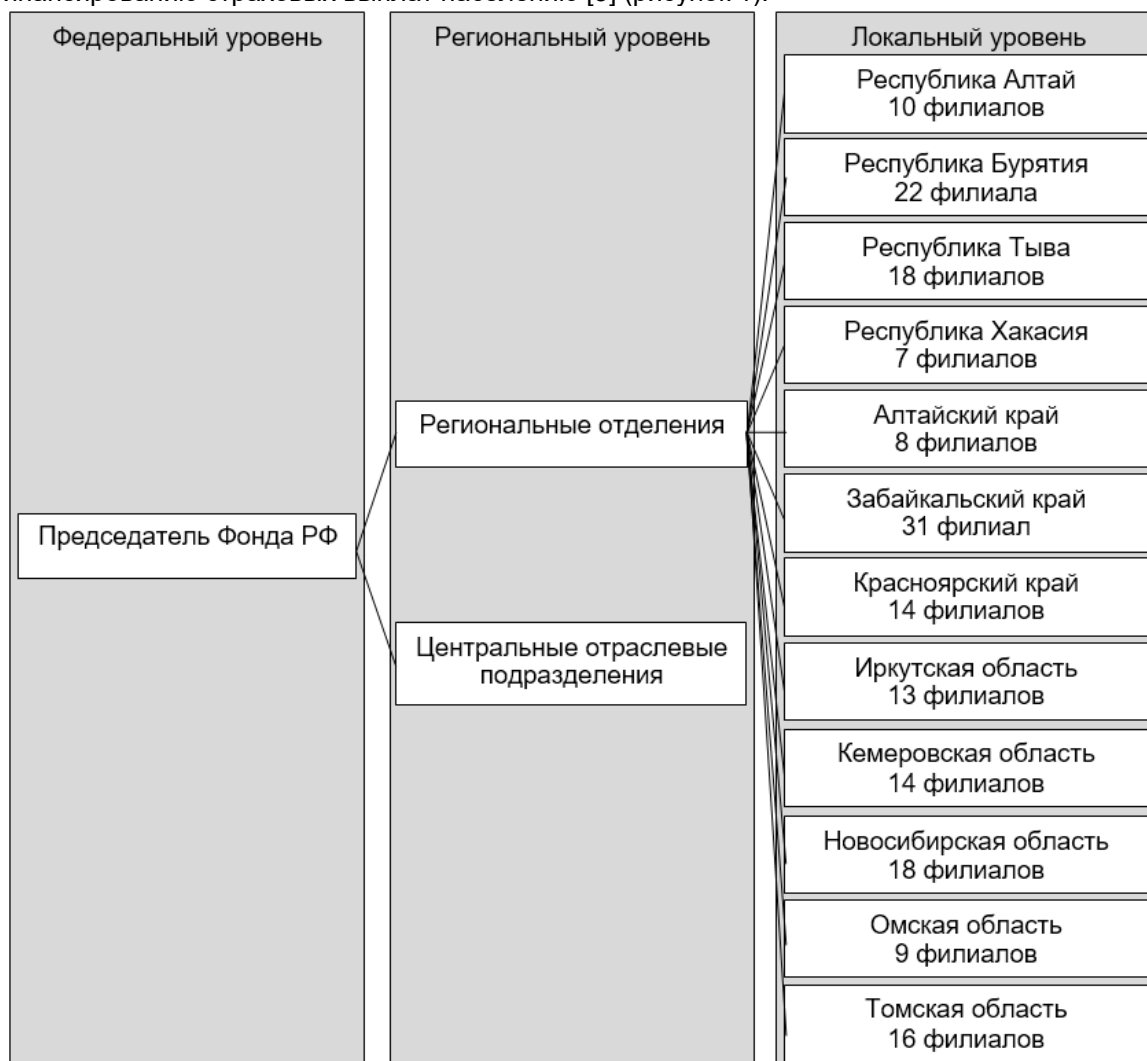 Федеральный уровень
Председатель Фонда РФ
Региональный уровень
Региональные отделения
Центральные отраслевые
подразделения
Локальный уровень
Республика Алтай
10 филиалов
Республика Бурятия
22 филиала
Республика Тыва
18 филиалов
Республика Хакасия
7 филиалов
Алтайский край
8 филиалов
Забайкальский край
31 филиал
Красноярский край
14 филиалов
Иркутская область
13 филиалов
Кемеровская область
14 филиалов
Новосибирская область
18 филиалов
Омская область
9 филиалов
Томская область
16 филиалов